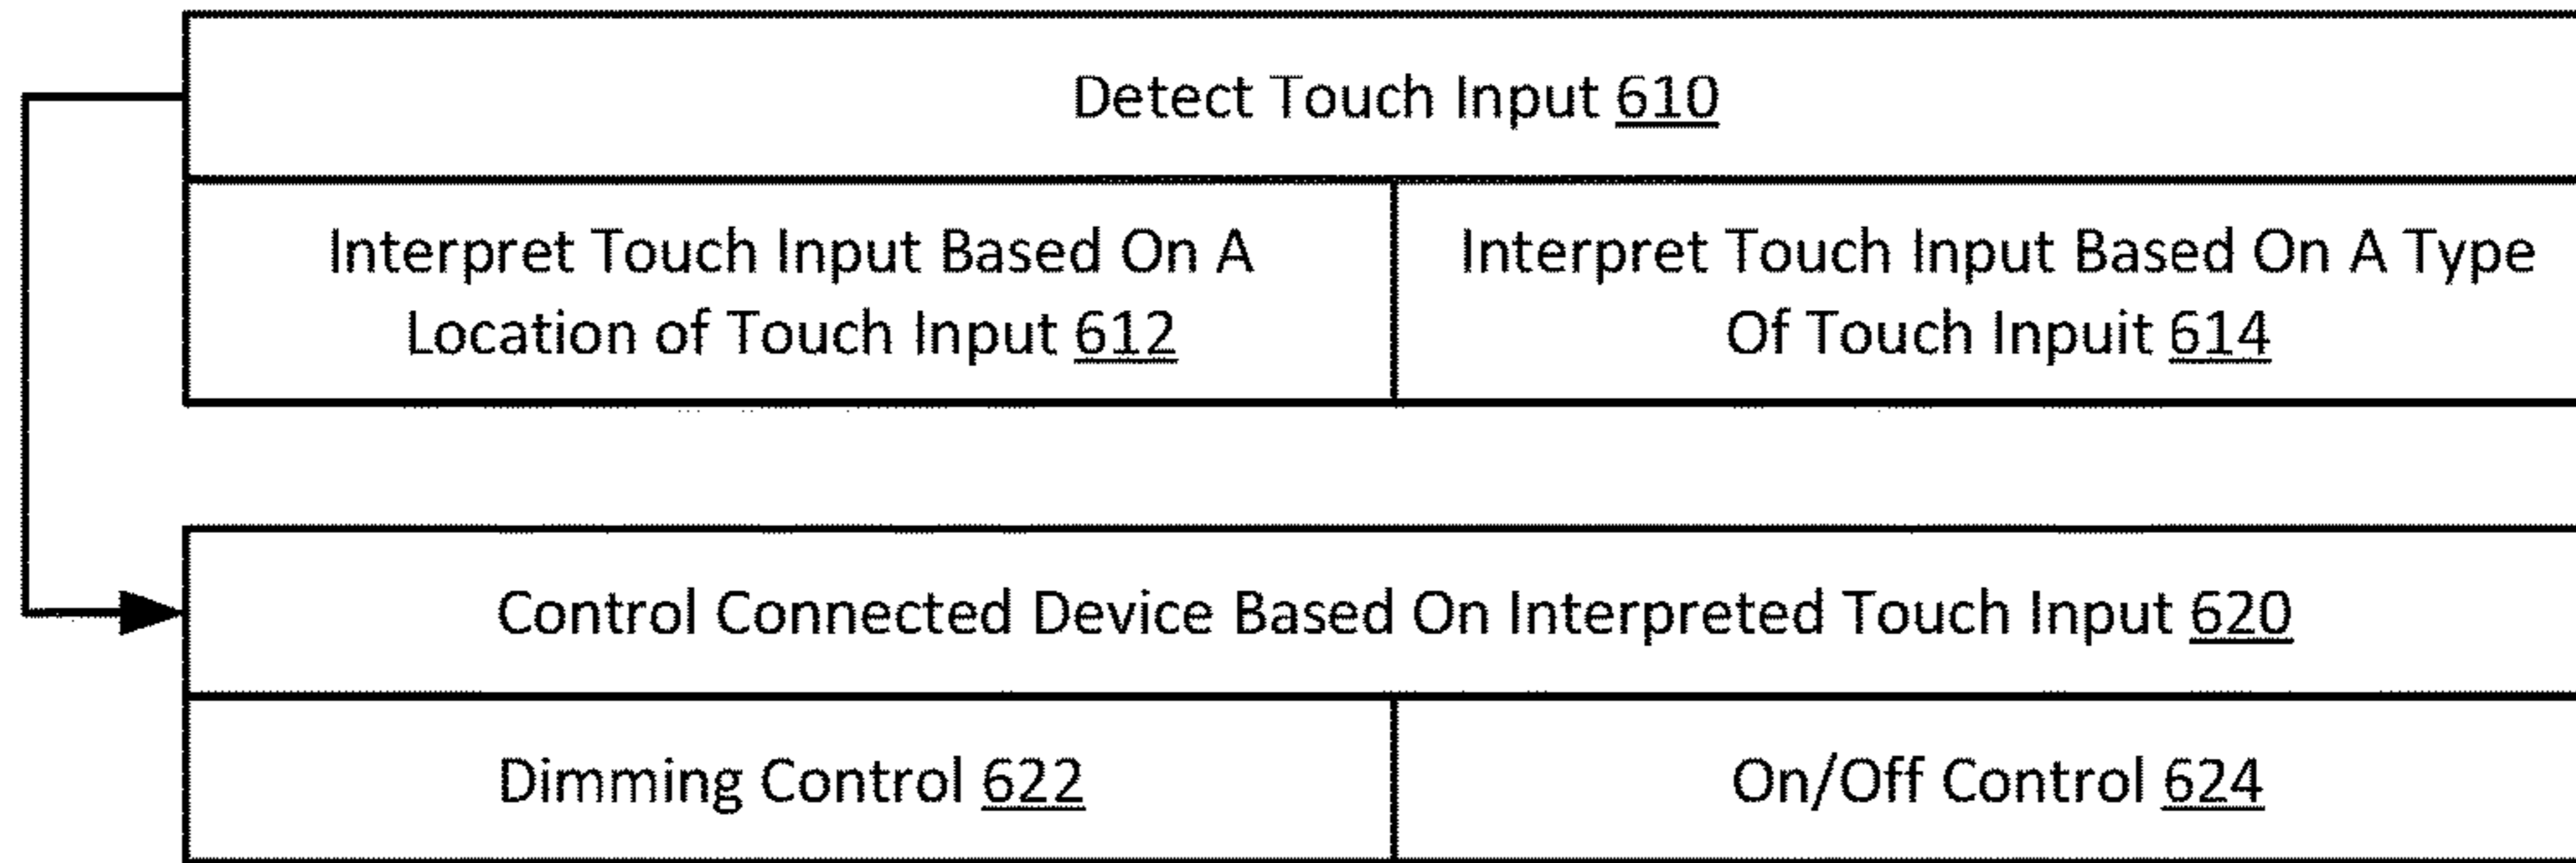 Detect Touch Input 610
Interpret Touch Input Based On A
Location of Touch Input 612
Interpret Touch Input Based On A Type
Of Touch Inpuit 614
Control Connected Device Based On Interpreted Touch Input 620
Dimming Control 622
On/Off Control 624